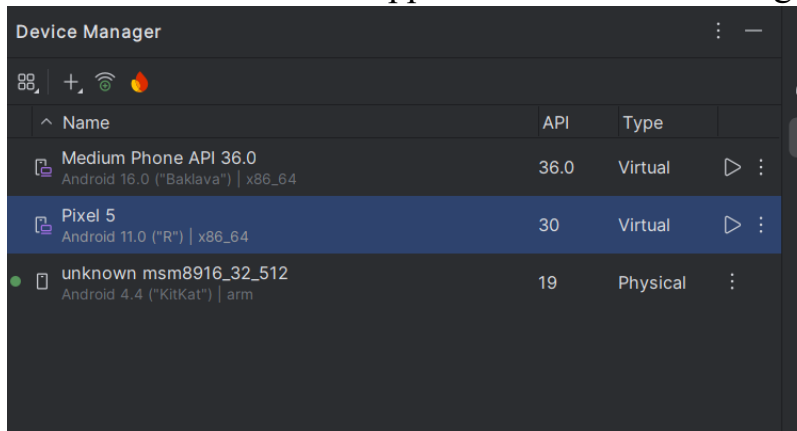 Device Manager
Name API Type
Medium Phone API 36.0 36.0 Virtual
Android 16.0 ("Baklava") | x86_64
Pixel 5 30 Virtual
Android 11.0 ("R") | x86_64
unknown msm8916_32_512 19 Physical
Android 4.4 ("KitKat") | arm